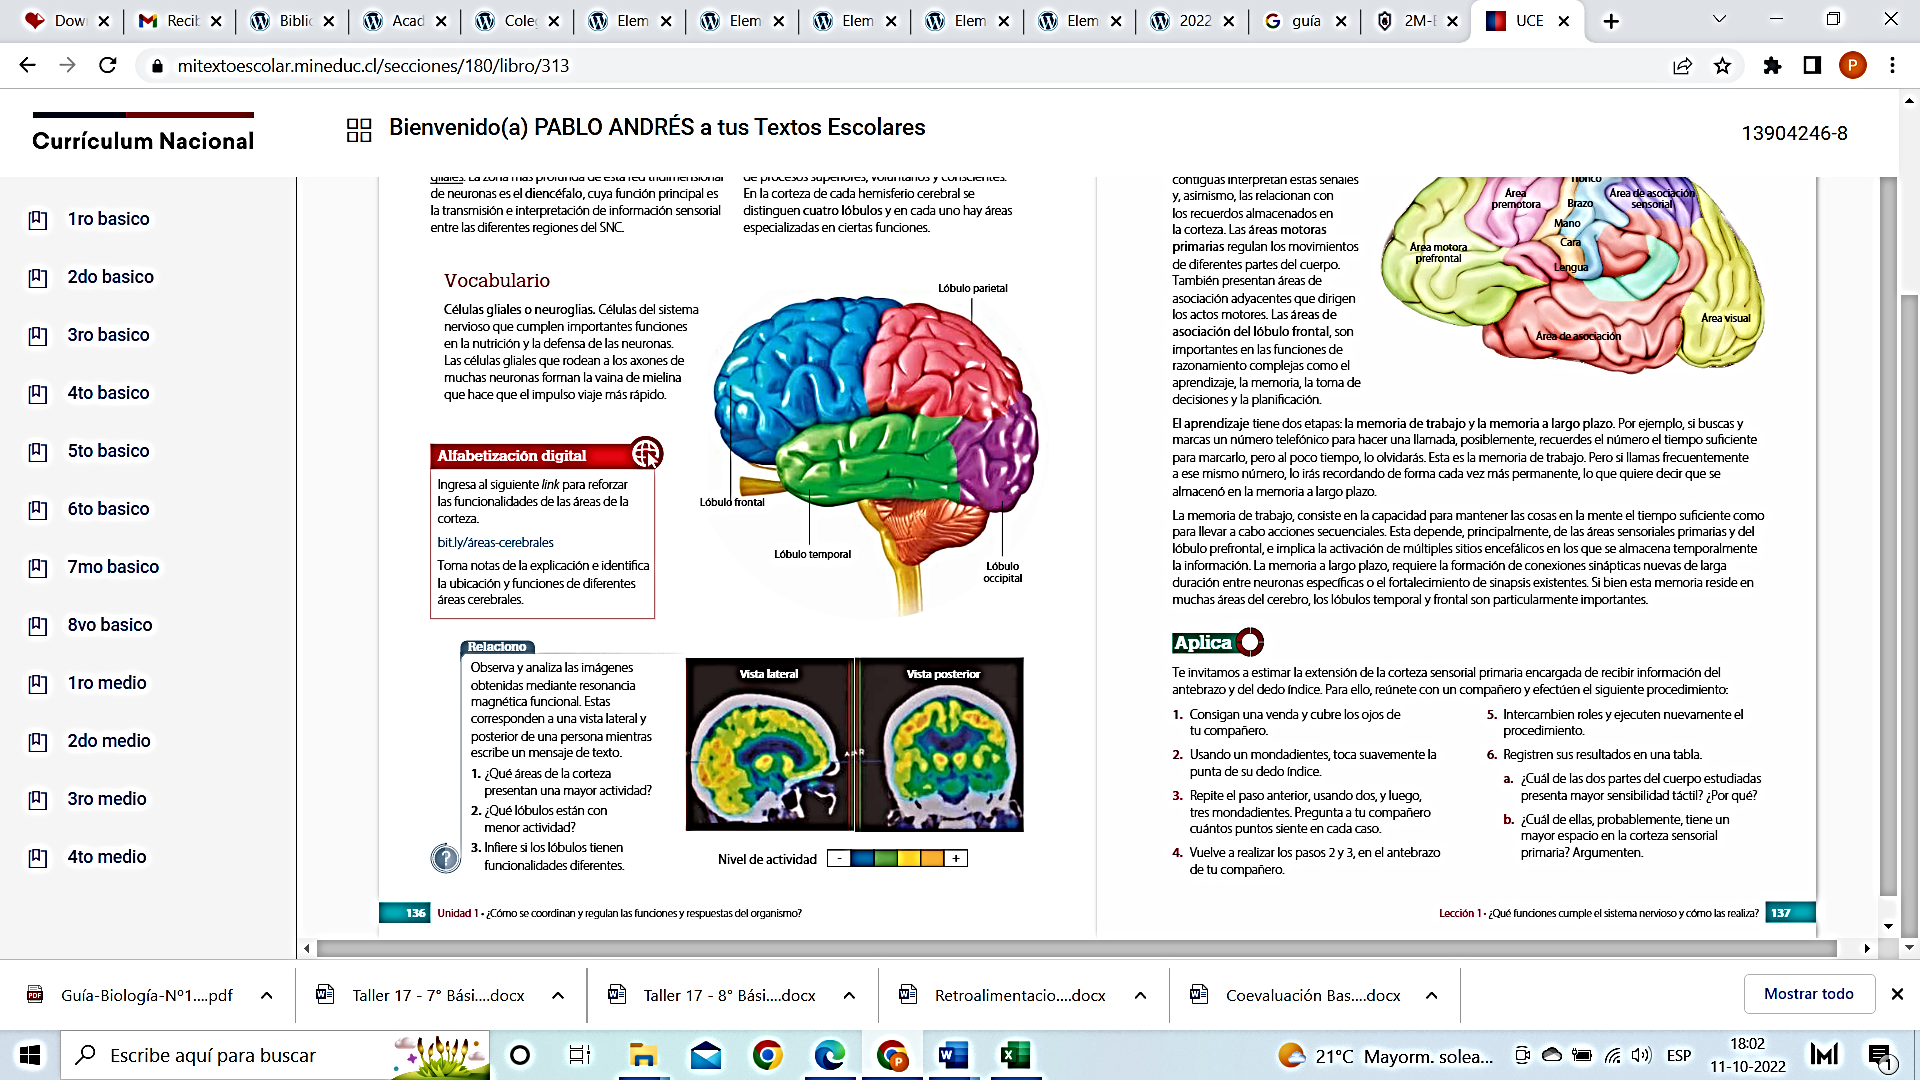 Dow
Recib
Biblio
Acad
Coleg
Elem
Elem
Elem
Elem
Elem
2022
guía
2M-B
UCE
mitextoescolar.mineduc.cl/secciones/180/libro/313
P
Currículum Nacional
Bienvenido(a) PABLO ANDRÉS a tus Textos Escolares
13904246-8
1ro basico
2do basico
3ro basico
4to basico
5to basico
6to basico
7mo basico
8vo basico
1ro medio
2do medio
3ro medio
4to medio
gliales. La zona más profunda de esta red tridimensional
de neuronas es el diencéfalo, cuya función principal es
la transmisión e interpretación de información sensorial
entre las diferentes regiones del SNC.
de procesos superiores, voluntarios y conscientes.
En la corteza de cada hemisferio cerebral se
distinguen cuatro lóbulos y en cada uno hay áreas
especializadas en ciertas funciones.
Vocabulario
Células gliales o neuroglias. Células del sistema
nervioso que cumplen importantes funciones
en la nutrición y la defensa de las neuronas.
Las células gliales que rodean a los axones de
muchas neuronas forman la vaina de mielina
que hace que el impulso viaje más rápido.
Lóbulo parietal
Lóbulo frontal
Lóbulo temporal
Lóbulo
occipital
Alfabetización digital
Ingresa al siguiente link para reforzar
las funcionalidades de las áreas de la
corteza.
bit.ly/áreas-cerebrales
Toma notas de la explicación e identifica
la ubicación y funciones de diferentes
áreas cerebrales.
Relaciono
Observa y analiza las imágenes
obtenidas mediante resonancia
magnética funcional. Estas
corresponden a una vista lateral y
posterior de una persona mientras
escribe un mensaje de texto.
1. ¿Qué áreas de la corteza
presentan una mayor actividad?
2. ¿Qué lóbulos están con
menor actividad?
3. Infiere si los lóbulos tienen
funcionalidades diferentes.
?
Vista lateral
Vista posterior
Nivel de actividad
- +
136 Unidad 1 • ¿Cómo se coordinan y regulan las funciones y respuestas del organismo?
contiguas interpretan estas señales
y, asimismo, las relacionan con
los recuerdos almacenados en
la corteza. Las áreas motoras
primarias regulan los movimientos
de diferentes partes del cuerpo.
También presentan áreas de
asociación adyacentes que dirigen
los actos motores. Las áreas de
asociación del lóbulo frontal, son
importantes en las funciones de
razonamiento complejas como el
aprendizaje, la memoria, la toma de
decisiones y la planificación.
Tronco
Área
premotora
Brazo
Área de asociación
sensorial
Mano
Cara
Área motora
prefrontal
Lengua
Área visual
Área de asociación
El aprendizaje tiene dos etapas: la memoria de trabajo y la memoria a largo plazo. Por ejemplo, si buscas y
marcas un número telefónico para hacer una llamada, posiblemente, recuerdes el número el tiempo suficiente
para marcarlo, pero al poco tiempo, lo olvidarás. Esta es la memoria de trabajo. Pero si llamas frecuentemente
a ese mismo número, lo irás recordando de forma cada vez más permanente, lo que quiere decir que se
almacenó en la memoria a largo plazo.
La memoria de trabajo, consiste en la capacidad para mantener las cosas en la mente el tiempo suficiente como
para llevar a cabo acciones secuenciales. Esta depende, principalmente, de las áreas sensoriales primarias y del
lóbulo prefrontal, e implica la activación de múltiples sitios encefálicos en los que se almacena temporalmente
la información. La memoria a largo plazo, requiere la formación de conexiones sinápticas nuevas de larga
duración entre neuronas específicas o el fortalecimiento de sinapsis existentes. Si bien esta memoria reside en
muchas áreas del cerebro, los lóbulos temporal y frontal son particularmente importantes.
Aplica
Te invitamos a estimar la extensión de la corteza sensorial primaria encargada de recibir información del
antebrazo y del dedo índice. Para ello, reúnete con un compañero y efectúen el siguiente procedimiento:
1. Consigan una venda y cubre los ojos de
tu compañero.
2. Usando un mondadientes, toca suavemente la
punta de su dedo índice.
3. Repite el paso anterior, usando dos, y luego,
tres mondadientes. Pregunta a tu compañero
cuántos puntos siente en cada caso.
4. Vuelve a realizar los pasos 2 y 3, en el antebrazo
de tu compañero.
5. Intercambien roles y ejecuten nuevamente el
procedimiento.
6. Registren sus resultados en una tabla.
a. ¿Cuál de las dos partes del cuerpo estudiadas
presenta mayor sensibilidad táctil? ¿Por qué?
b. ¿Cuál de ellas, probablemente, tiene un
mayor espacio en la corteza sensorial
primaria? Argumenten.
Lección 1 • ¿Qué funciones cumple el sistema nervioso y cómo las realiza? 137
Guía-Biología-Nº1....pdf
Taller 17 - 7° Bási....docx
Taller 17 - 8° Bási....docx
Retroalimentacio....docx
Coevaluación Bas....docx
Mostrar todo
Escribe aquí para buscar
21°C Mayorm. solea...
ESP
18:02
11-10-2022
1